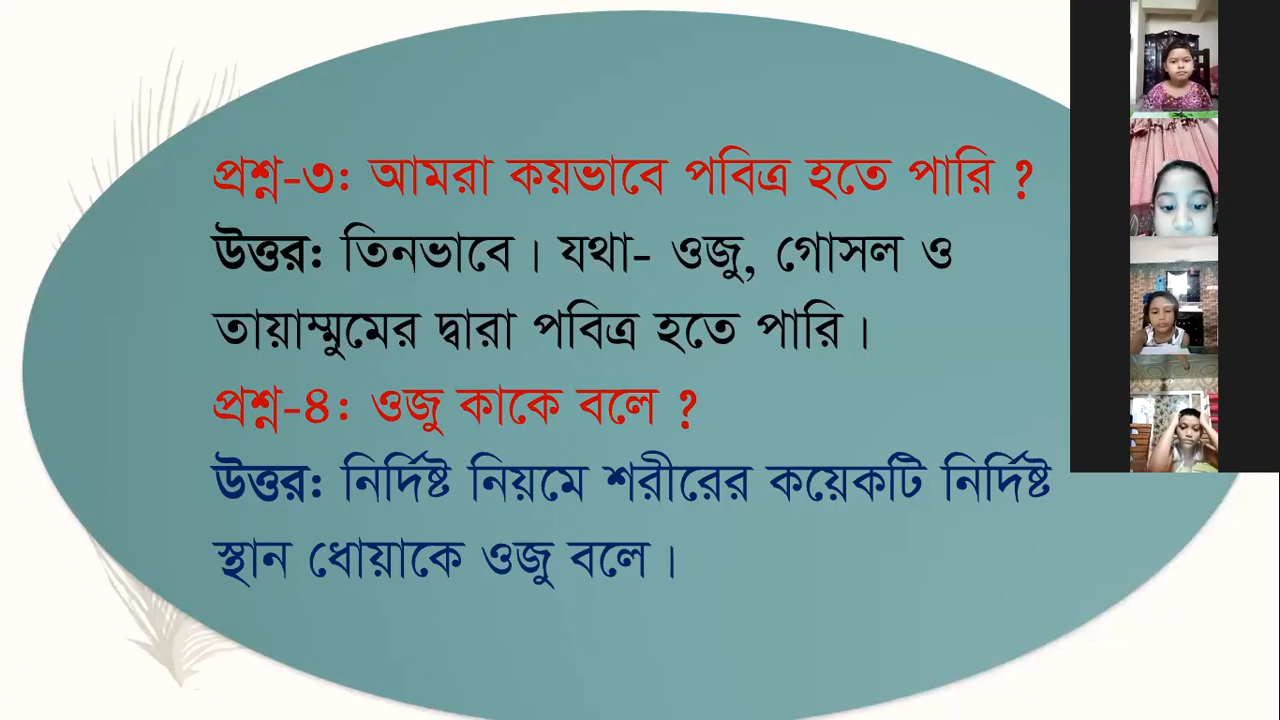 প্রশ্ন-৩: আমরা কয়ভাবে পবিত্র হতে পারি ?
উত্তর: তিনভাবে। যথা- ওজু, গোসল ও
তায়াম্মুমের দ্বারা পবিত্র হতে পারি।
প্রশ্ন-৪: ওজু কাকে বলে ?
উত্তর: নির্দিষ্ট নিয়মে শরীরের কয়েকটি নির্দিষ্ট
স্থান ধোয়াকে ওজু বলে।